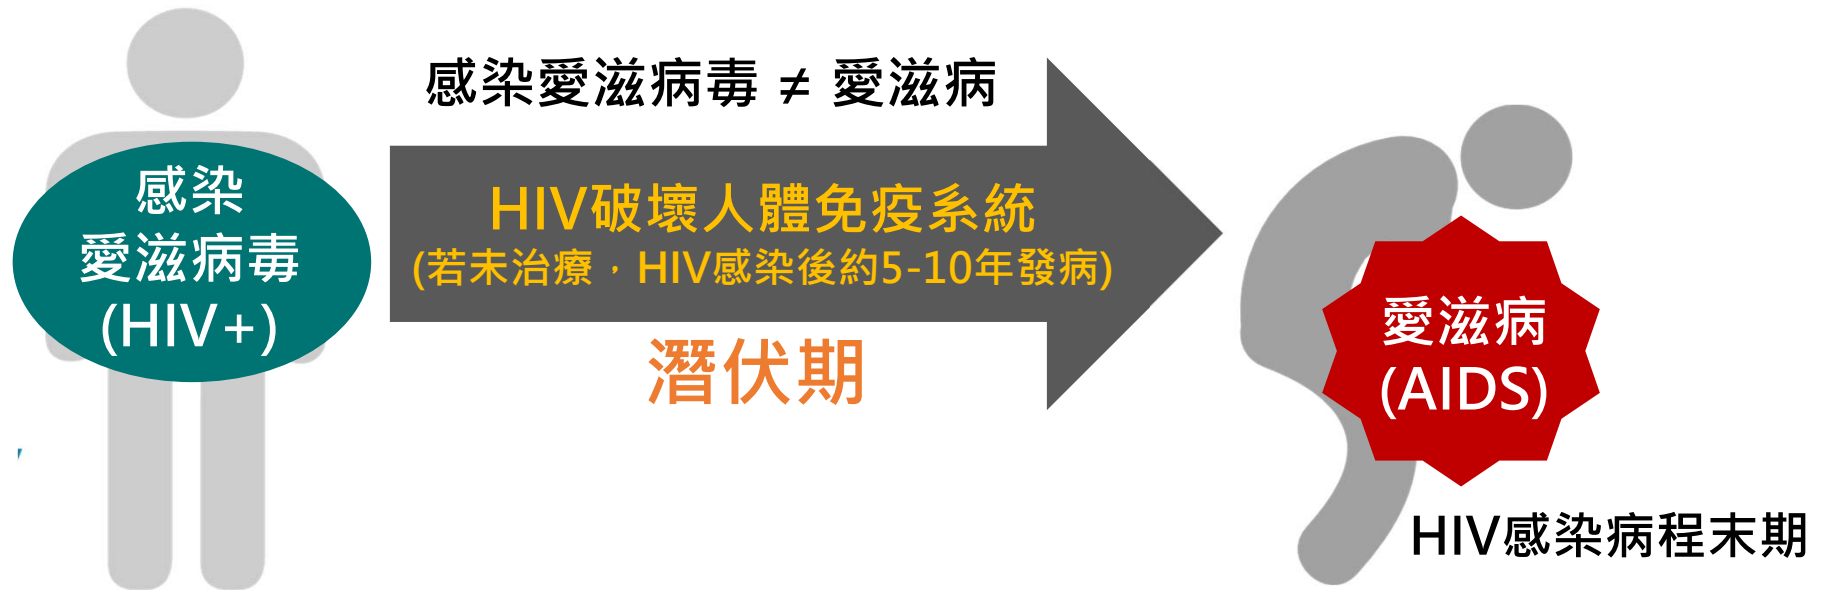 感染愛滋病毒 ≠ 愛滋病
感染
愛滋病毒
(HIV+)
HIV破壞人體免疫系統
(若未治療，HIV感染後約5-10年發病)
潛伏期
愛滋病
(AIDS)
HIV感染病程末期